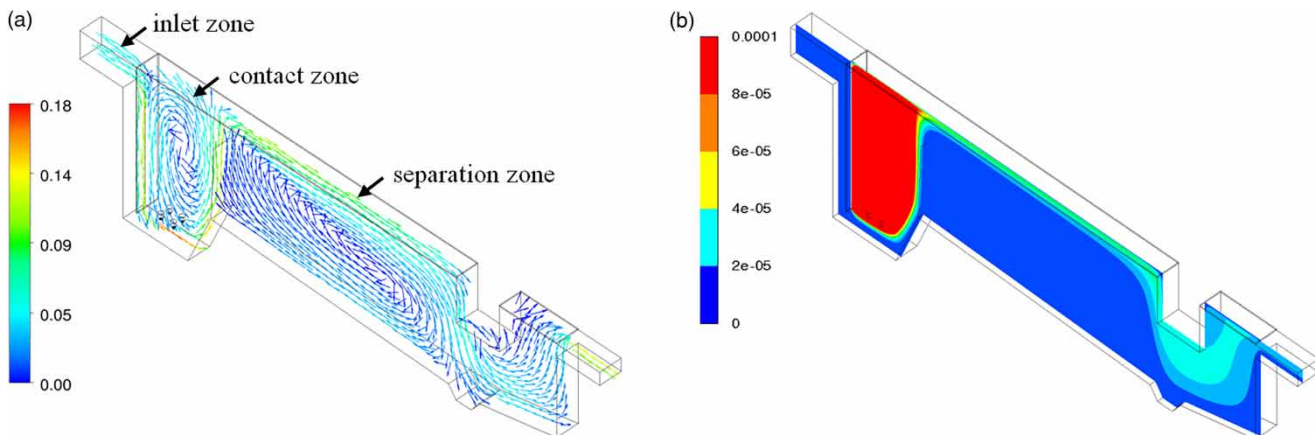 (a)
inlet zone
contact zone
separation zone
0.18
0.14
0.09
0.05
0.00
(b)
0.0001
8e-05
6e-05
4e-05
2e-05
0